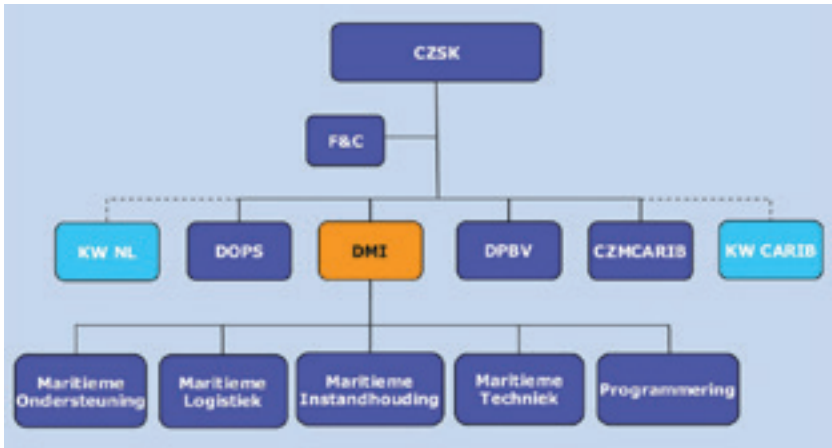 CZSK
F&C
KW NL
DOPS
DMI
DPBV
CZMCARIB
KW CARIB
Maritieme
Ondersteuning
Maritieme
Logistiek
Maritieme
Instandhouding
Maritieme
Techniek
Programmering